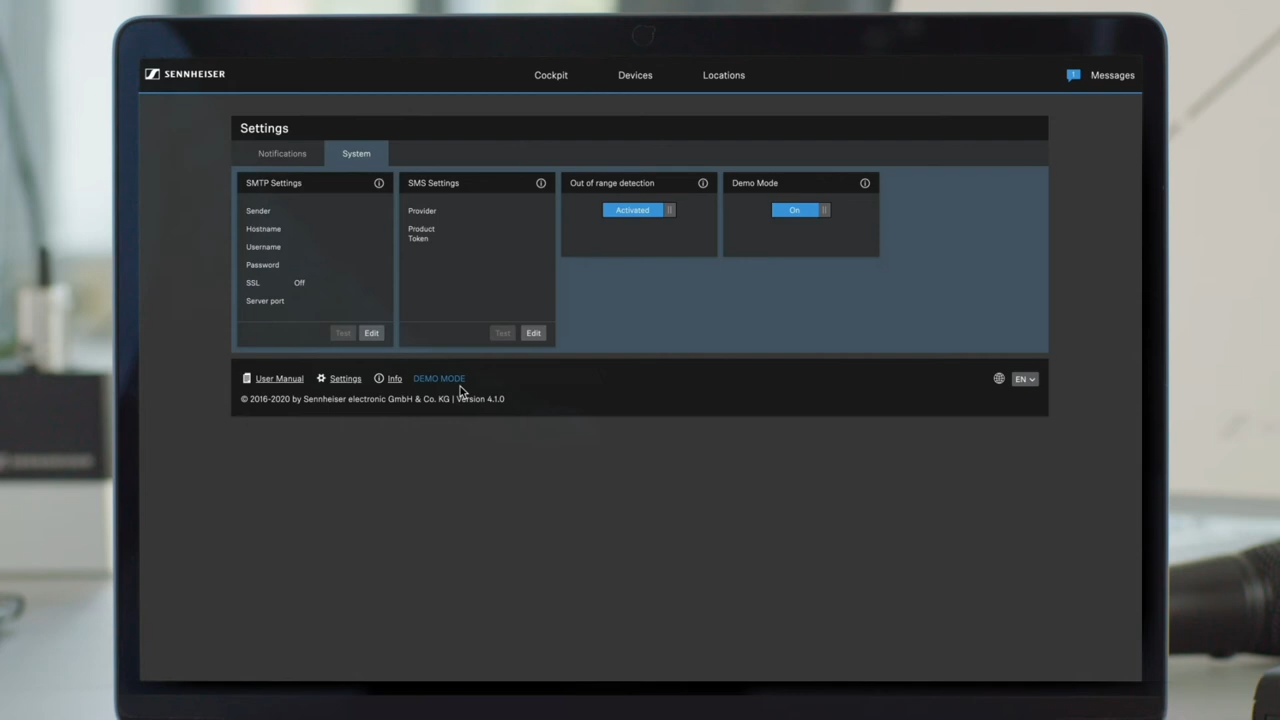 SENNHEISER
Cockpit
Devices
Locations
1
Messages
Settings
Notifications
System
SMTP Settings
Sender
Hostname
Username
Password
SSL Off
Server port
Test
Edit
SMS Settings
Provider
Product
Token
Test
Edit
Out of range detection
Activated
Demo Mode
On
User Manual
Settings
Info
DEMO MODE
EN
© 2016-2020 by Sennheiser electronic GmbH & Co. KG | Version 4.1.0